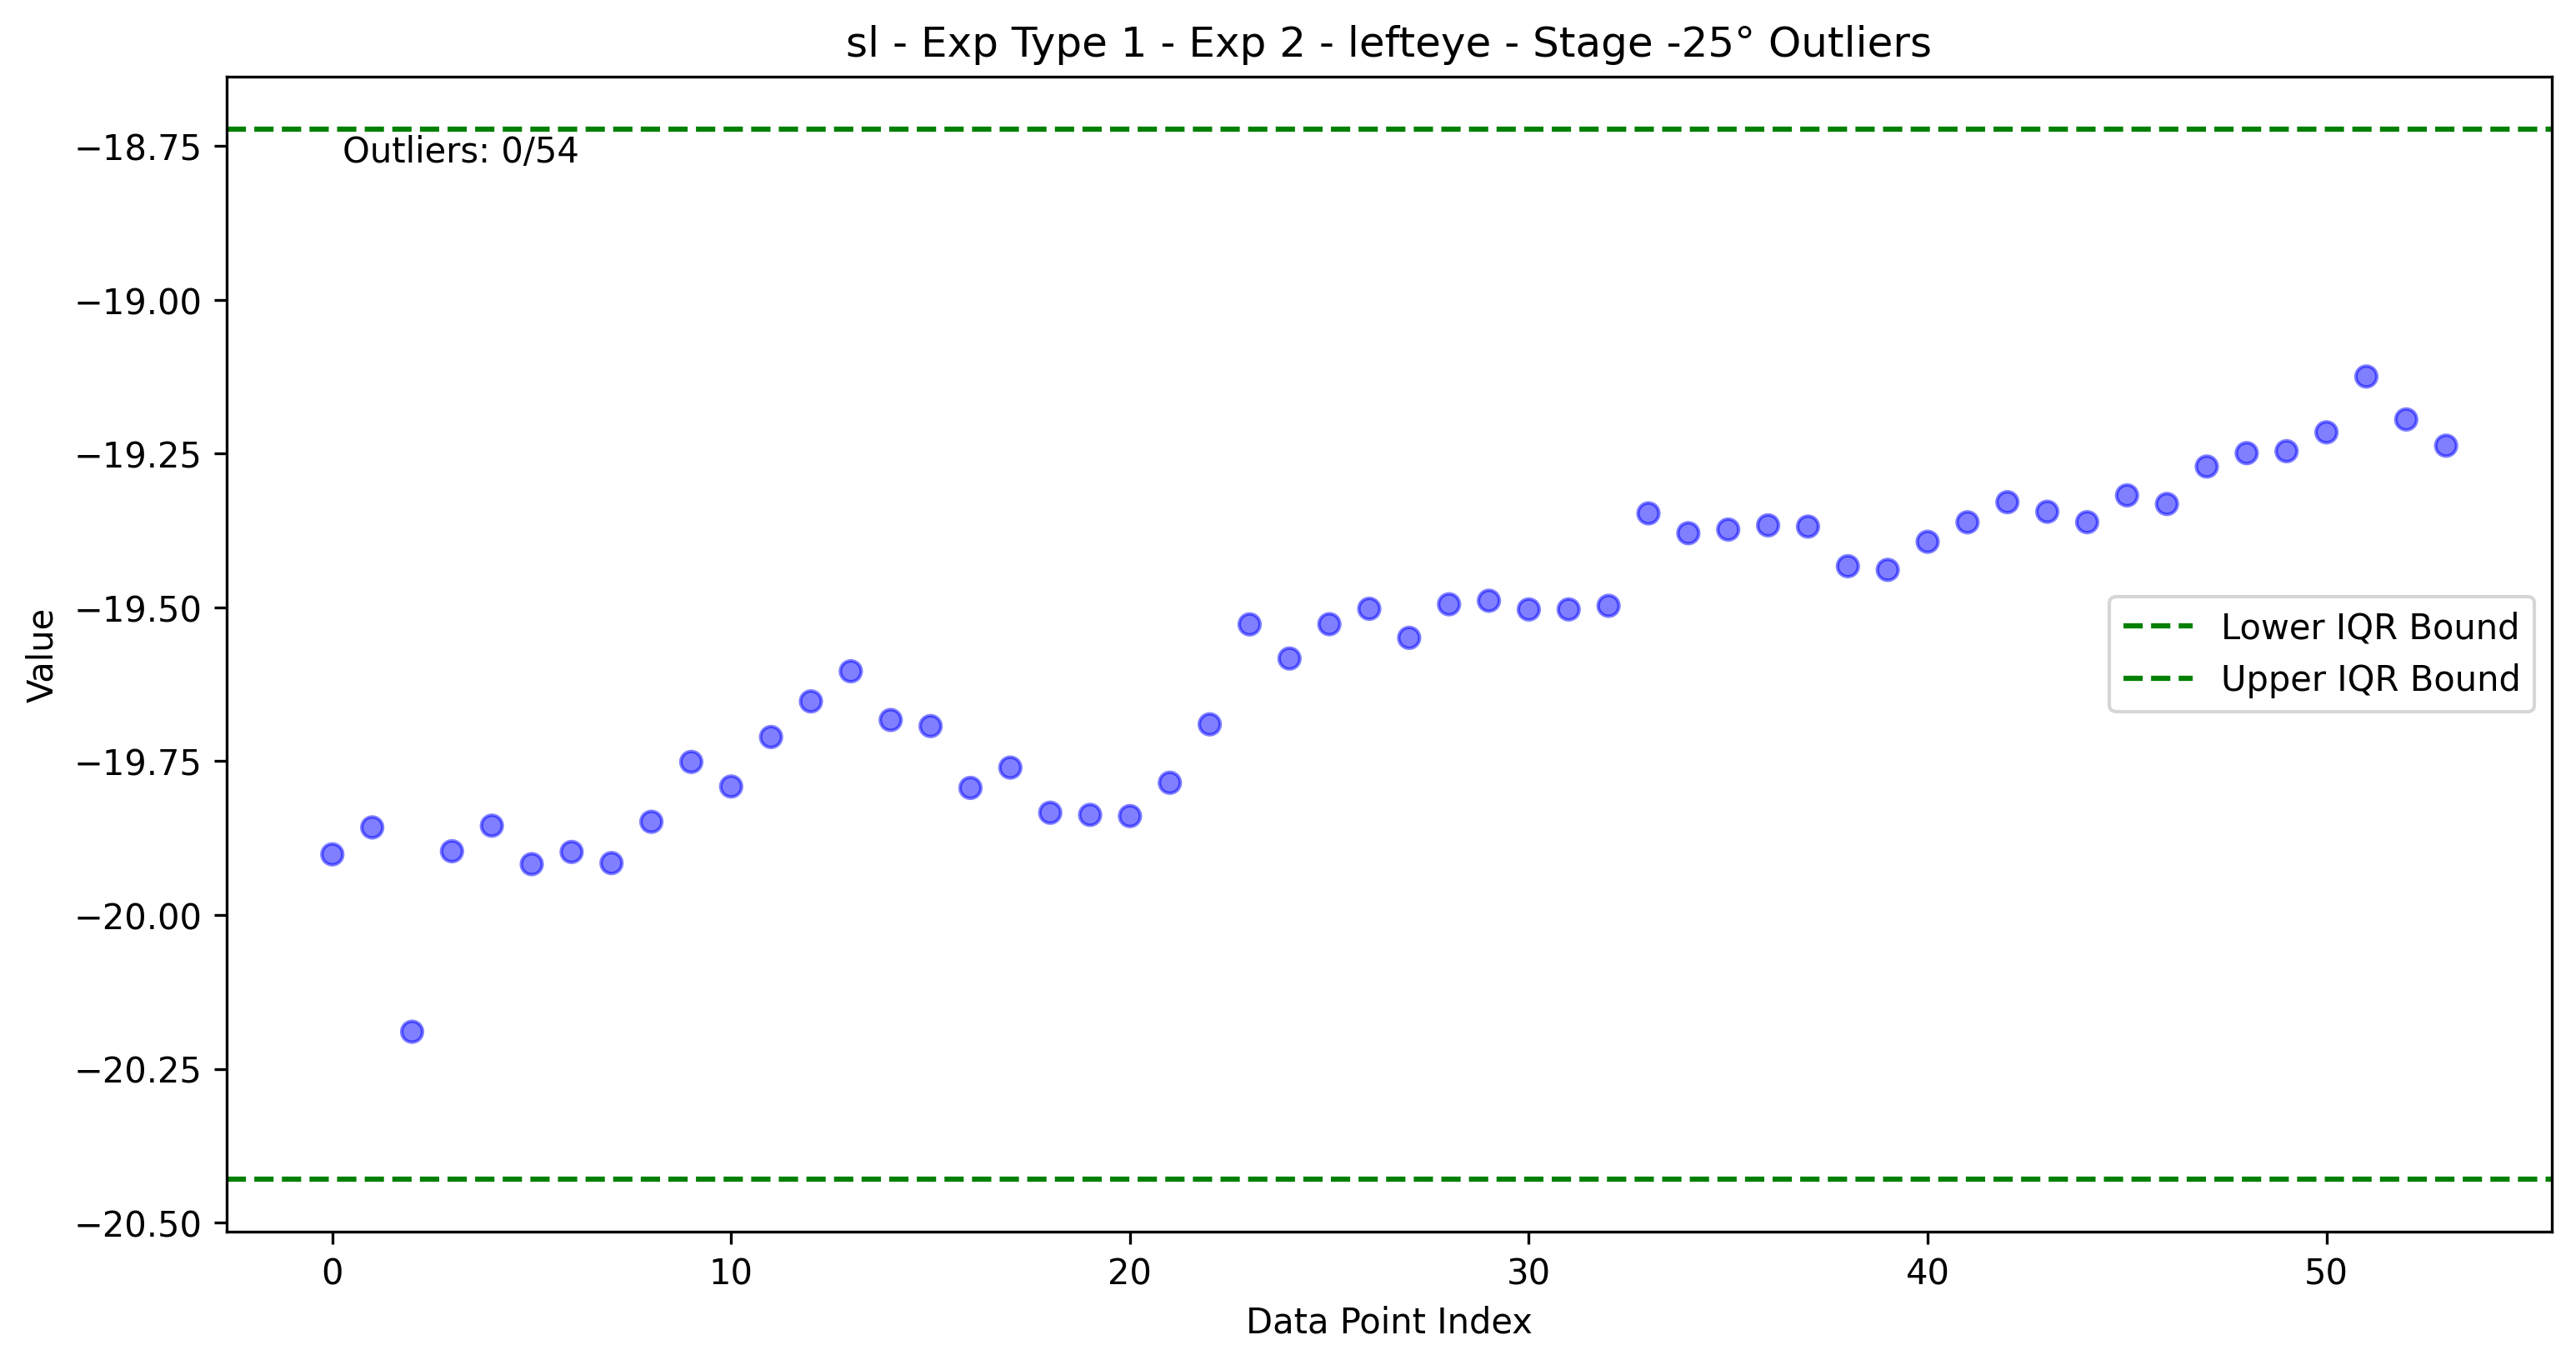 sl - Exp Type 1 - Exp 2 - lefteye - Stage -25° Outliers
Outliers: 0/54
−18.75
−19.00
−19.25
−19.50
−19.75
−20.00
−20.25
−20.50
Value
Lower IQR Bound
Upper IQR Bound
0 10 20 30 40 50
Data Point Index